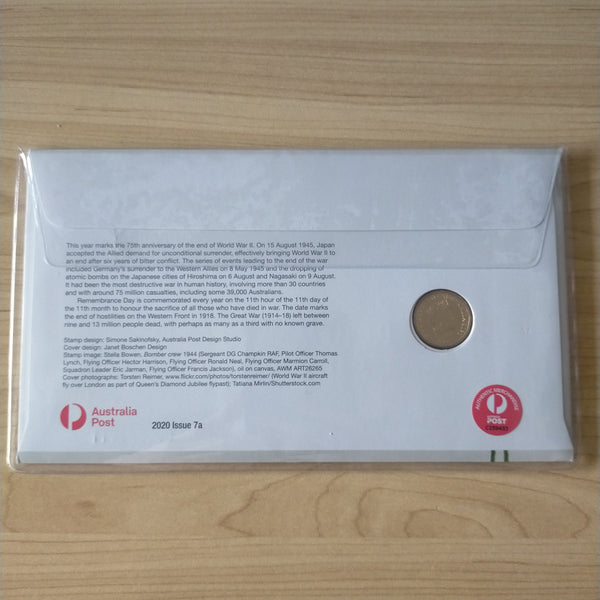 This year marks the 75th anniversary of the end of World War II. On 15 August 1945, Japan
accepted the Allied demand for unconditional surrender, effectively bringing World War II to
an end after six years of bitter conflict. The series of events leading to the end of the war
included Germany's surrender to the Western Allies on 8 May 1945 and the dropping of
atomic bombs on the Japanese cities of Hiroshima on 6 August and Nagasaki on 9 August.
It had been the most destructive war in human history, involving more than 30 countries
and with around 75 million casualties, including some 39,000 Australians.
Remembrance Day is commemorated every year on the 11th hour of the 11th day of
the 11th month to honour the sacrifice of all those who have died in war. The date marks
the end of hostilities on the Western Front in 1918. The Great War (1914–18) left between
nine and 13 million people dead, with perhaps as many as a third with no known grave.
Stamp design: Simone Sakinofsky, Australia Post Design Studio
Cover design: Janet Boschen Design
Stamp image: Stella Bowen, Bomber crew 1944 (Sergeant DG Champkin RAF, Pilot Officer Thomas
Lynch, Flying Officer Hector Harrison, Flying Officer Ronald Neal, Flying Officer Marmion Carroll,
Squadron Leader Eric Jarman, Flying Officer Francis Jackson), oil on canvas, AWM ART26265
Cover photographs: Torsten Reimer, www.flickr.com/photos/torstenreimer/ (World War II aircraft
fly over London as part of Queen's Diamond Jubilee flypast); Tatiana Mirlin/Shutterstock.com
Australia
Post
2020 Issue 7a
AUTHENTIC MERCHANDISE
POST